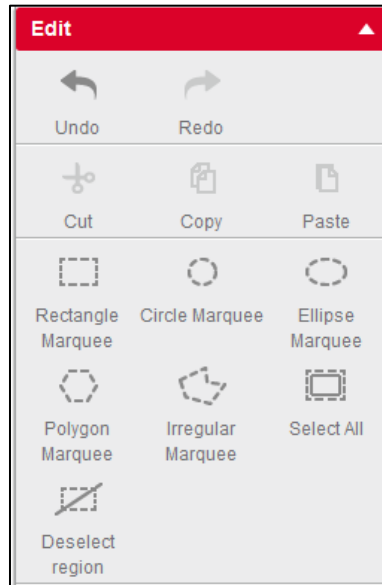 Edit
Undo Redo
Cut Copy Paste
Rectangle Marquee Circle Marquee Ellipse Marquee
Polygon Marquee Irregular Marquee Select All
Deselect region